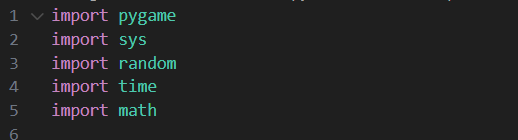 1 import pygame
2 import sys
3 import random
4 import time
5 import math
6